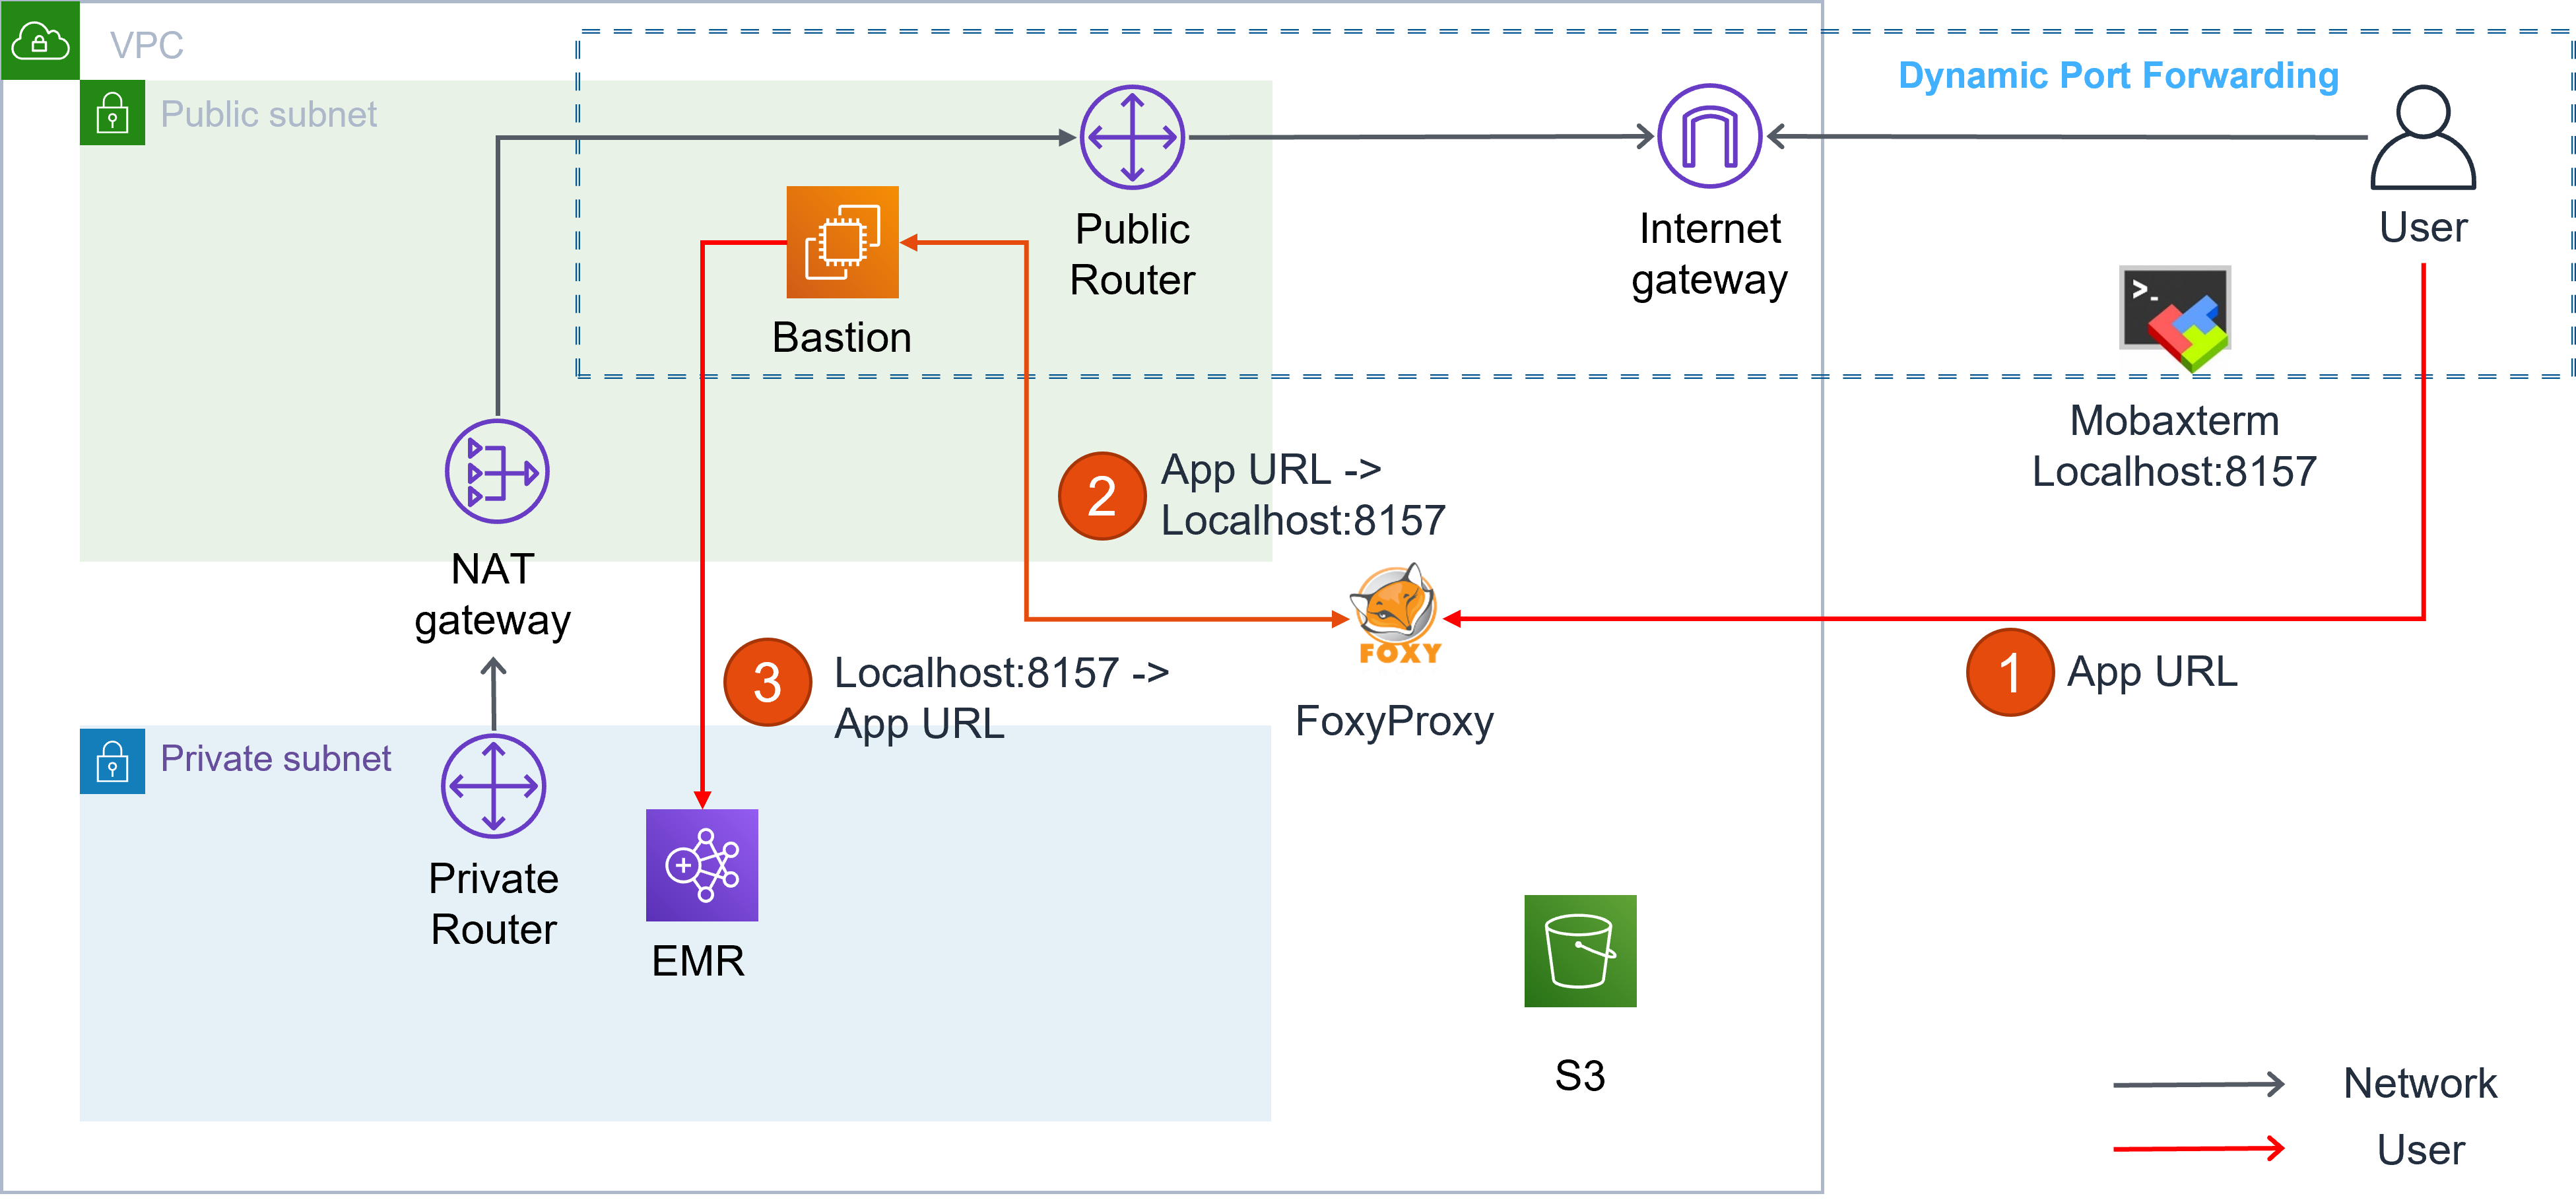 VPC
Public subnet
Dynamic Port Forwarding
Public
Router
Internet
gateway
User
>_
Bastion
Mobaxterm
Localhost:8157
2
App URL ->
Localhost:8157
NAT
gateway
FOXY
FoxyProxy
1
App URL
3
Localhost:8157 ->
App URL
Private subnet
Private
Router
EMR
S3
Network
User